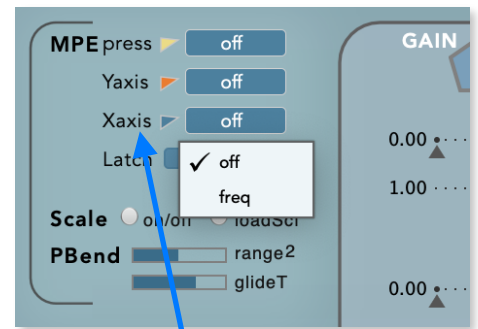 MPE press off GAIN
Yaxis off
Xaxis off
0.00
Latch ✓ off
freq 1.00
Scale on/off loadScl
PBend range2
glideT 0.00